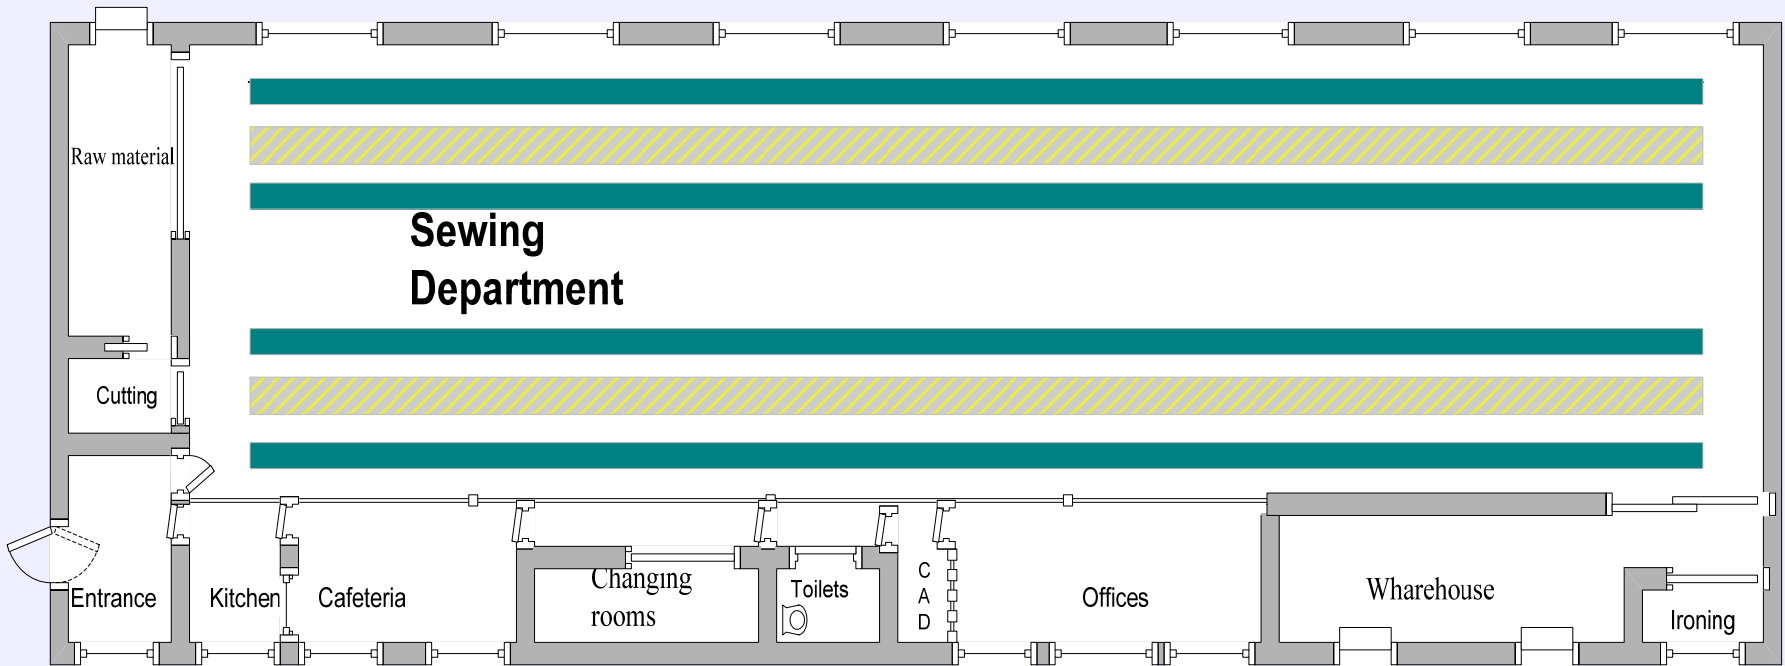 Raw material
Sewing
Department
Cutting
Entrance
Kitchen
Cafeteria
Changing
rooms
Toilets
C
A
D
Offices
Wharehouse
Ironing